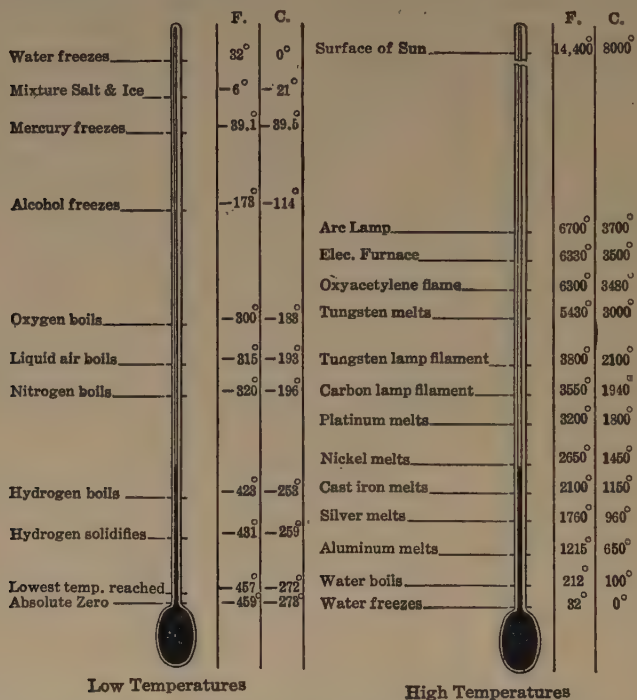 F. C.
Water freezes 32° 0°
Mixture Salt & Ice −6° −21°
Mercury freezes −39.1° −39.5°
Alcohol freezes −173° −114°
Oxygen boils −300° −183°
Liquid air boils −315° −193°
Nitrogen boils −320° −196°
Hydrogen boils −423° −253°
Hydrogen solidifies −431° −259°
Lowest temp. reached −457° −272°
Absolute Zero −459° −273°
Low Temperatures
F. C.
Surface of Sun 14,400° 8000°
Arc Lamp 6700° 3700°
Elec. Furnace 6330° 3500°
Oxyacetylene flame 6300° 3480°
Tungsten melts 5430° 3000°
Tungsten lamp filament 3800° 2100°
Carbon lamp filament 3550° 1940°
Platinum melts 3200° 1800°
Nickel melts 2650° 1450°
Cast iron melts 2100° 1150°
Silver melts 1760° 960°
Aluminum melts 1215° 650°
Water boils 212° 100°
Water freezes 32° 0°
High Temperatures